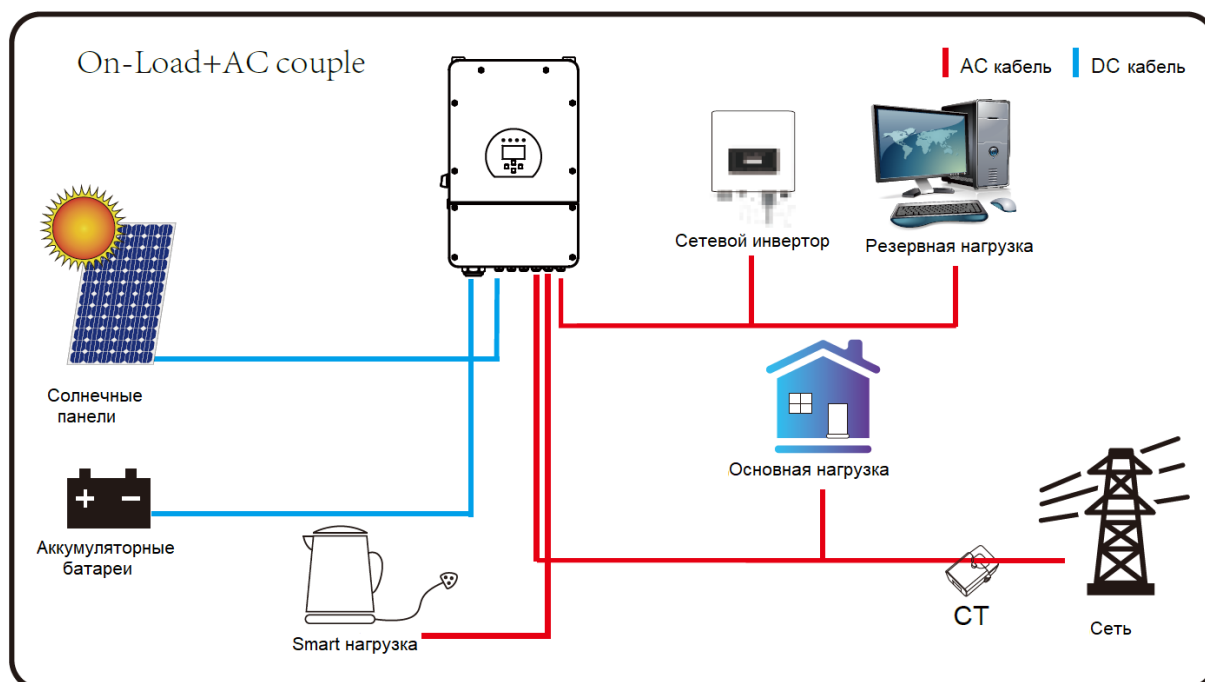 On-Load+AC couple
AC кабель
DC кабель
Сетевой инвертор
Резервная нагрузка
Солнечные
панели
Основная нагрузка
+ −
Аккумуляторные
батареи
CT
Сеть
Smart нагрузка